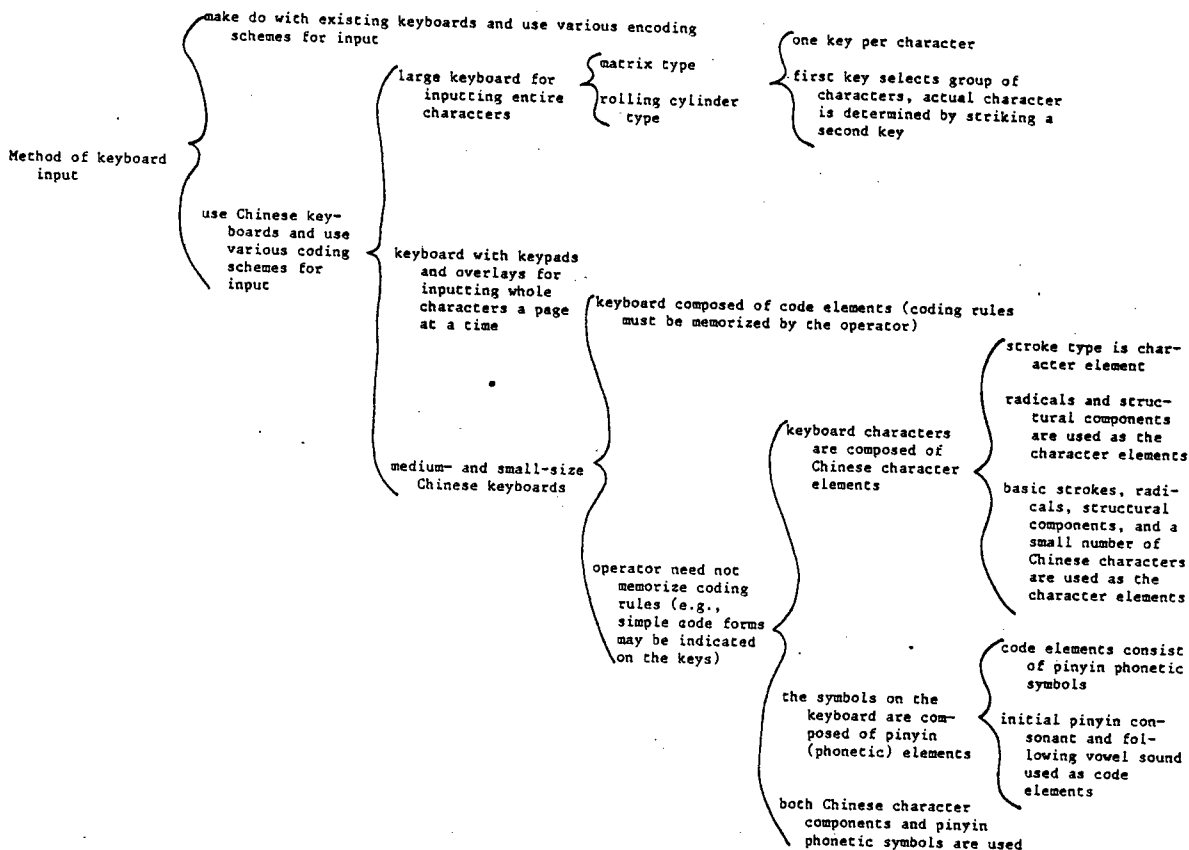 Method of keyboard
input
make do with existing keyboards and use various encoding
schemes for input
use Chinese key-
boards and use
various coding
schemes for
input
large keyboard for
inputting entire
characters
matrix type
rolling cylinder
type
one key per character
first key selects group of
characters, actual character
is determined by striking a
second key
keyboard with keypads
and overlays for
inputting whole
characters a page
at a time
medium- and small-size
Chinese keyboards
keyboard composed of code elements (coding rules
must be memorized by the operator)
operator need not
memorize coding
rules (e.g.,
simple code forms
may be indicated
on the keys)
keyboard characters
are composed of
Chinese character
elements
stroke type is char-
acter element
radicals and struc-
tural components
are used as the
character elements
basic strokes, radi-
cals, structural
components, and a
small number of
Chinese characters
are used as the
character elements
the symbols on the
keyboard are com-
posed of pinyin
(phonetic) elements
code elements consist
of pinyin phonetic
symbols
initial pinyin con-
sonant and fol-
lowing vowel sound
used as code
elements
both Chinese character
components and pinyin
phonetic symbols are used